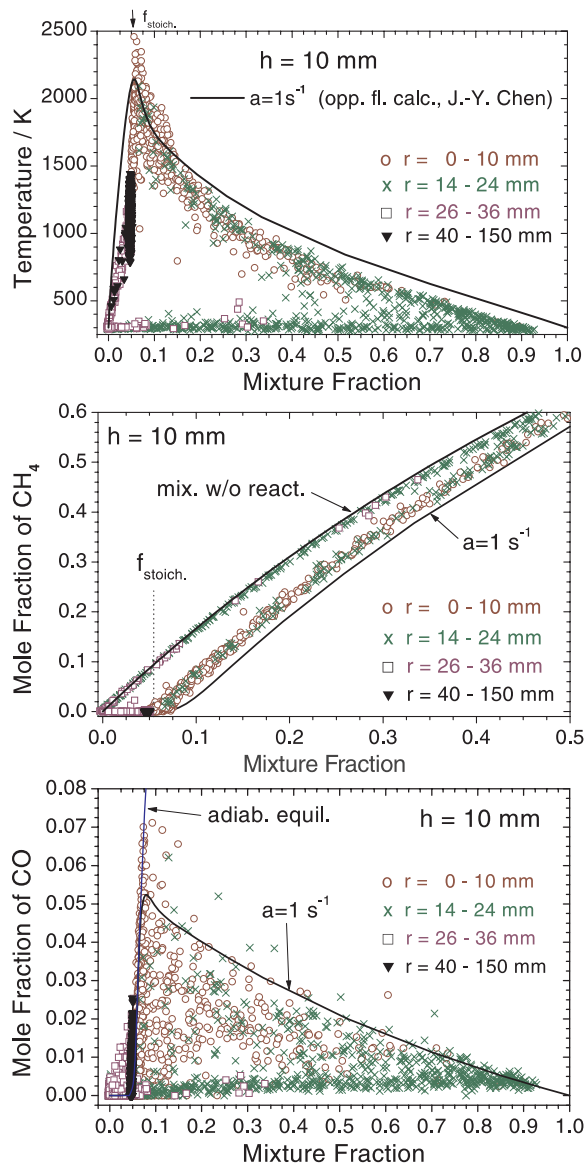 f stoich.
2500
h = 10 mm
a=1s⁻¹ (opp. fl. calc., J.-Y. Chen)
2000
o r = 0 - 10 mm
1500
x r = 14 - 24 mm
□ r = 26 - 36 mm
1000
▼ r = 40 - 150 mm
500
Temperature / K
0.0 0.1 0.2 0.3 0.4 0.5 0.6 0.7 0.8 0.9 1.0
Mixture Fraction
0.6
h = 10 mm
0.5
mix. w/o react.
0.4
a=1 s⁻¹
0.3
f stoich.
0.2
o r = 0 - 10 mm
x r = 14 - 24 mm
0.1
□ r = 26 - 36 mm
▼ r = 40 - 150 mm
0.0
Mole Fraction of CH₄
0.0 0.1 0.2 0.3 0.4 0.5
Mixture Fraction
0.08
adiab. equil.
h = 10 mm
0.07
0.06
o r = 0 - 10 mm
x r = 14 - 24 mm
0.05
a=1 s⁻¹
□ r = 26 - 36 mm
0.04
▼ r = 40 - 150 mm
0.03
0.02
0.01
0.00
Mole Fraction of CO
0.0 0.1 0.2 0.3 0.4 0.5 0.6 0.7 0.8 0.9 1.0
Mixture Fraction